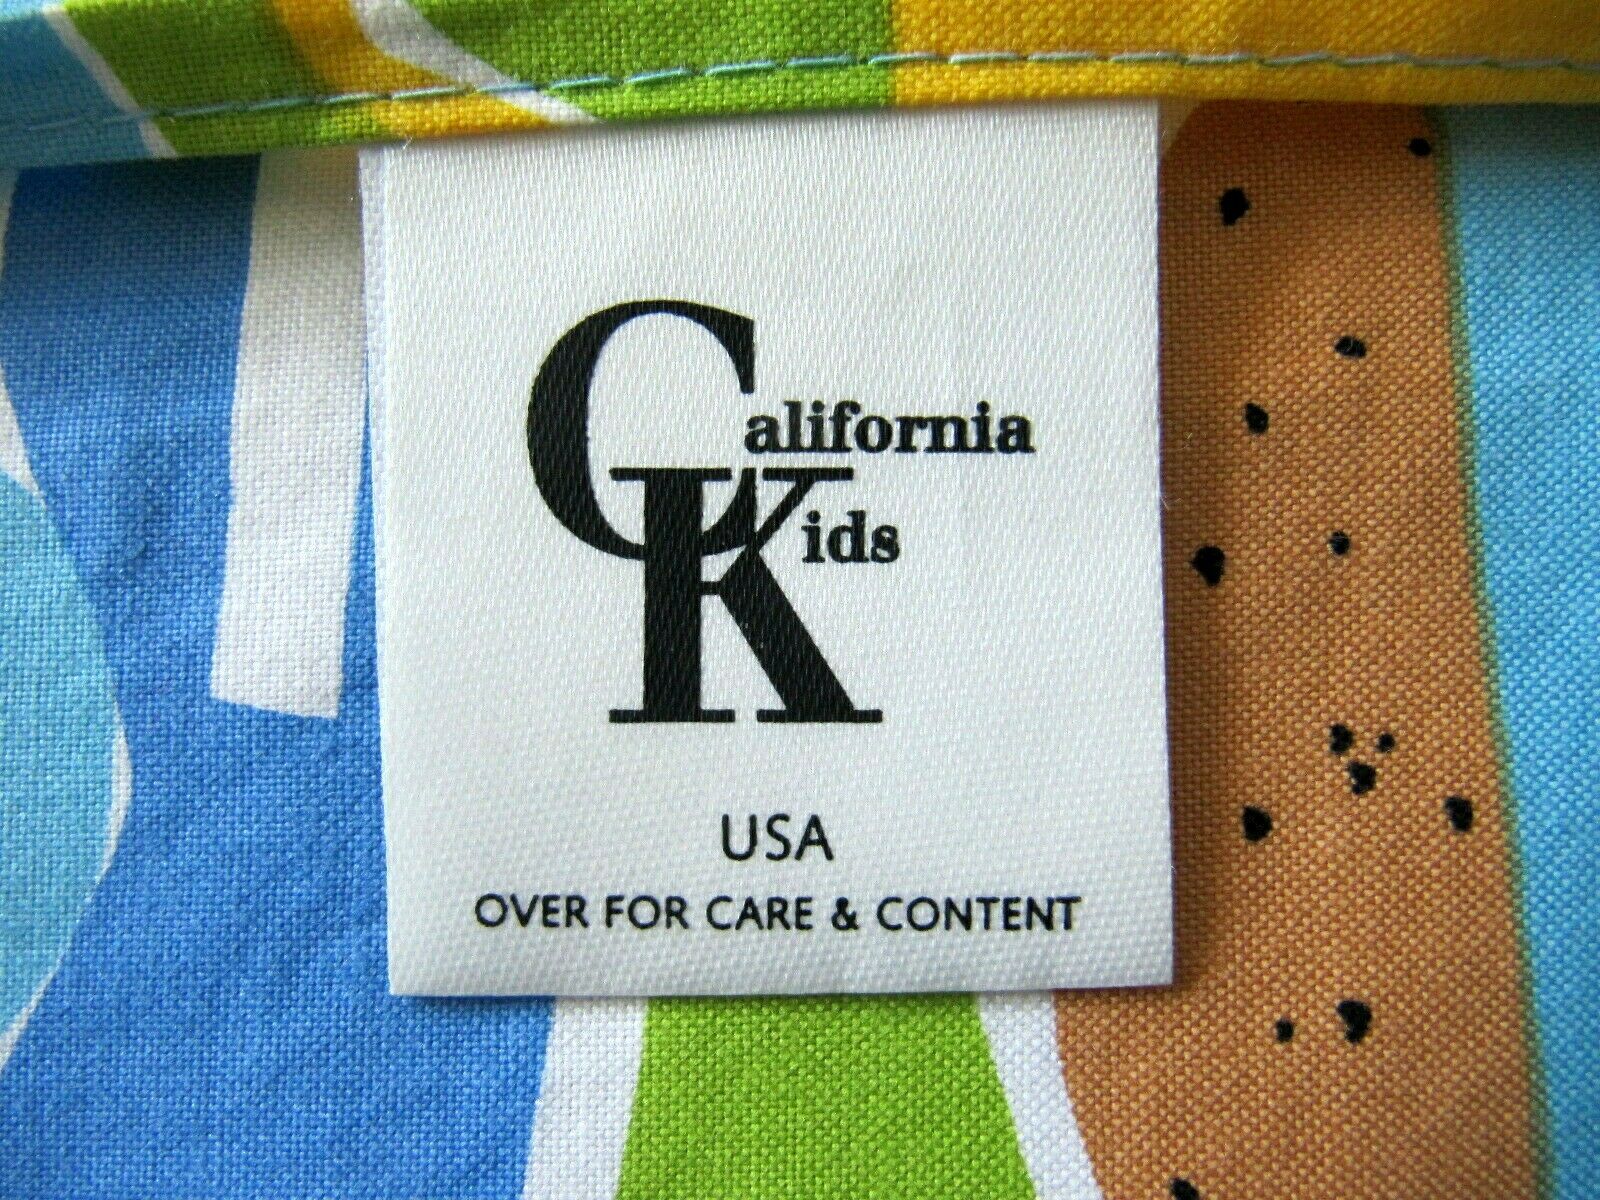 California
Kids
USA
OVER FOR CARE & CONTENT